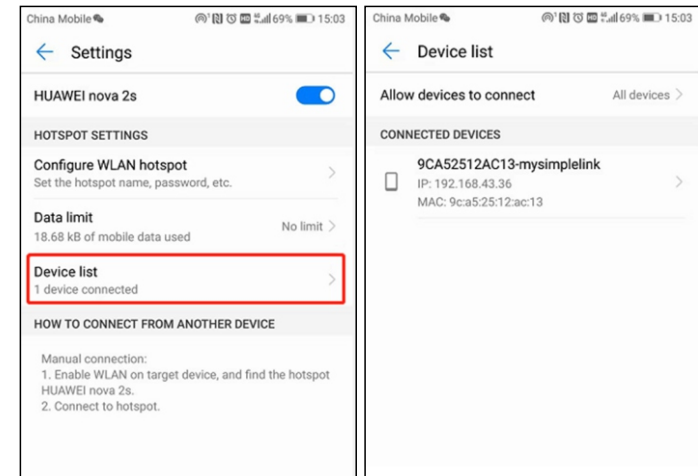 China Mobile 69% 15:03
Settings
HUAWEI nova 2s
HOTSPOT SETTINGS
Configure WLAN hotspot
Set the hotspot name, password, etc.
Data limit
18.68 kB of mobile data used
No limit
Device list
1 device connected
HOW TO CONNECT FROM ANOTHER DEVICE
Manual connection:
1. Enable WLAN on target device, and find the hotspot
HUAWEI nova 2s.
2. Connect to hotspot.
China Mobile 69% 15:03
Device list
Allow devices to connect All devices
CONNECTED DEVICES
9CA52512AC13-mysimplelink
IP: 192.168.43.36
MAC: 9c:a5:25:12:ac:13